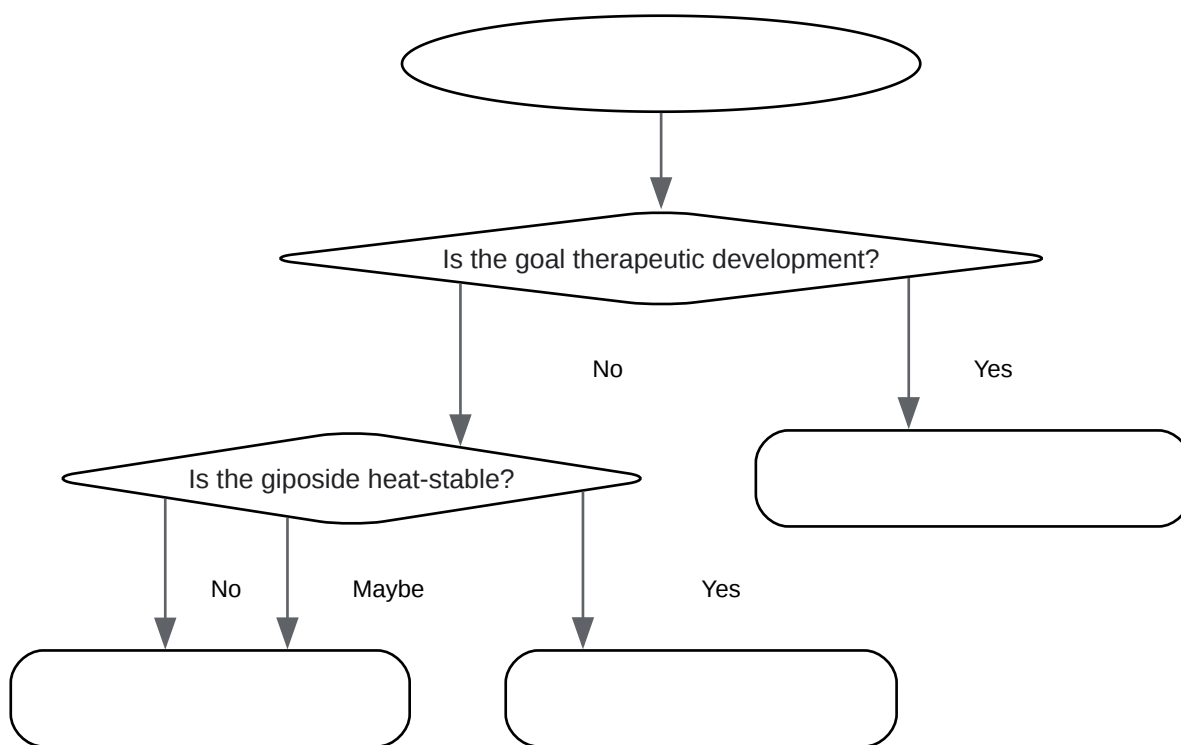 Is the goal therapeutic development?
No
Yes
Is the giposide heat-stable?
No
Maybe
Yes